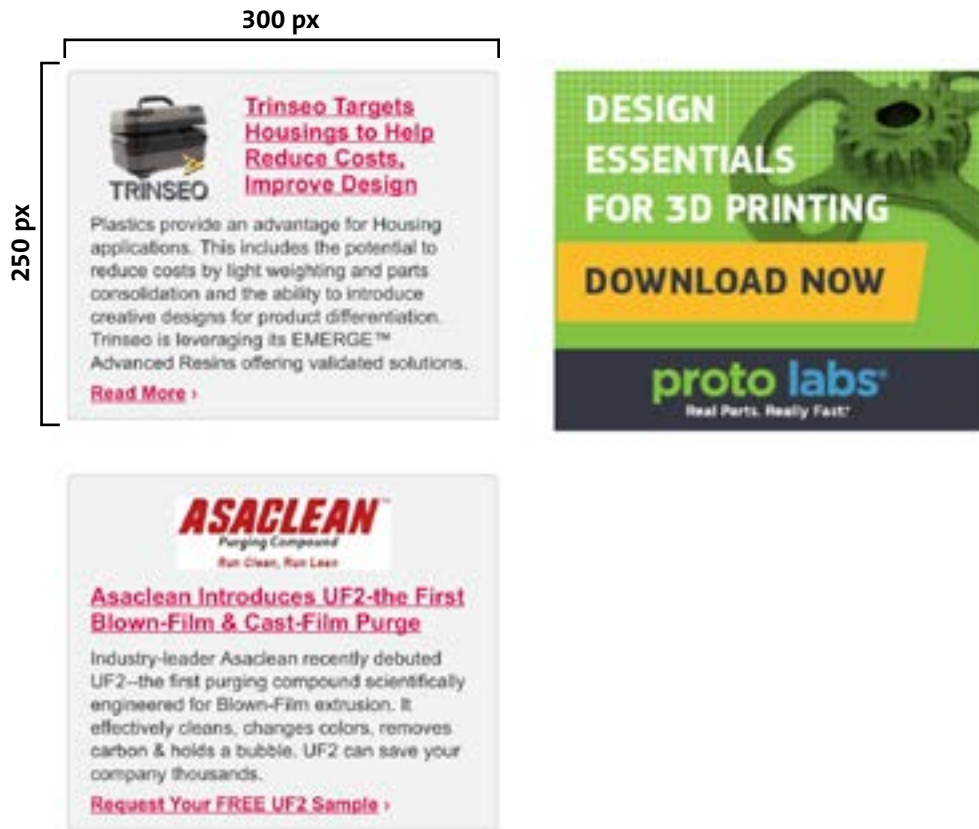 300 px
250 px
TRINSEO
Trinseo Targets
Housings to Help
Reduce Costs,
Improve Design
Plastics provide an advantage for Housing
applications. This includes the potential to
reduce costs by light weighting and parts
consolidation and the ability to introduce
creative designs for product differentiation.
Trinseo is leveraging its EMERGE™
Advanced Resins offering validated solutions.
Read More ›
DESIGN
ESSENTIALS
FOR 3D PRINTING
DOWNLOAD NOW
proto labs®
Real Parts. Really Fast.™
ASACLEAN™
Purging Compound
Run Clean, Run Lean
Asaclean Introduces UF2-the First
Blown-Film & Cast-Film Purge
Industry-leader Asaclean recently debuted
UF2--the first purging compound scientifically
engineered for Blown-Film extrusion. It
effectively cleans, changes colors, removes
carbon & holds a bubble. UF2 can save your
company thousands.
Request Your FREE UF2 Sample ›